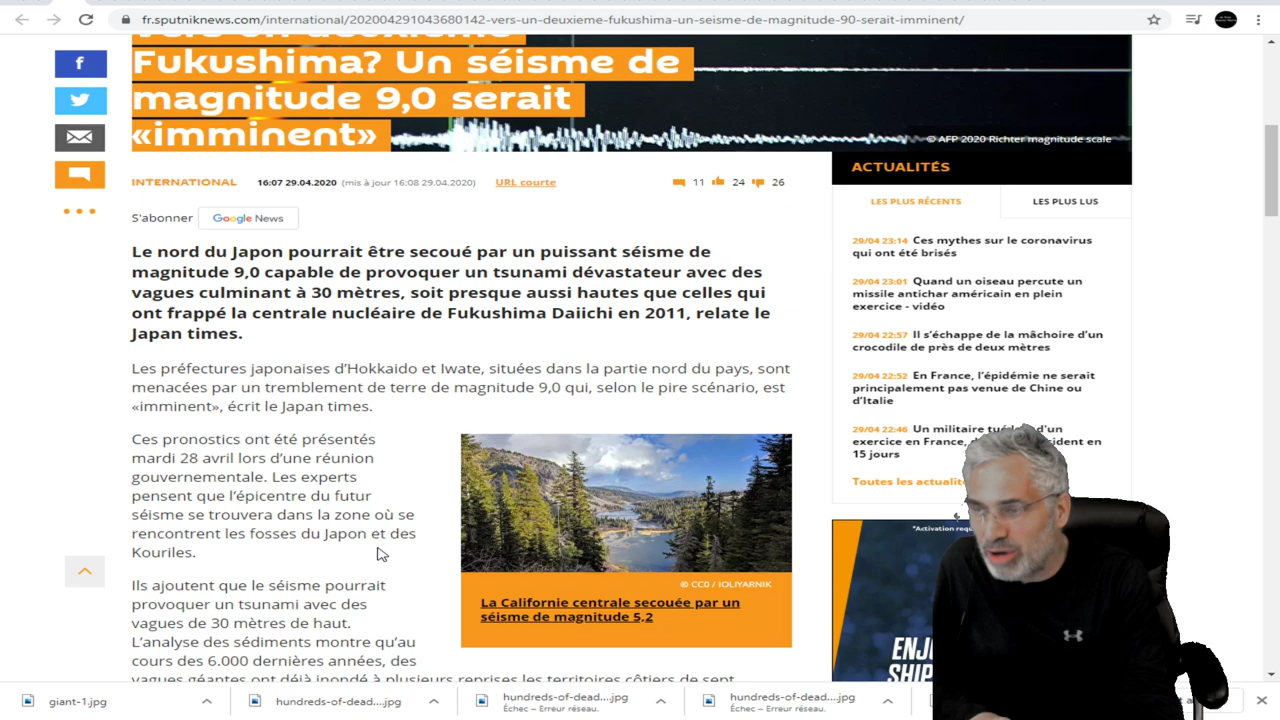 fr.sputniknews.com/international/202004291043680142-vers-un-deuxieme-fukushima-un-seisme-de-magnitude-90-serait-imminent/
Vers un deuxième
Fukushima? Un séisme de
magnitude 9,0 serait
«imminent»
© AFP 2020 Richter magnitude scale
INTERNATIONAL 16:07 29.04.2020 (mis à jour 16:08 29.04.2020) URL courte 11 24 26
S'abonner Google News
Le nord du Japon pourrait être secoué par un puissant séisme de
magnitude 9,0 capable de provoquer un tsunami dévastateur avec des
vagues culminant à 30 mètres, soit presque aussi hautes que celles qui
ont frappé la centrale nucléaire de Fukushima Daiichi en 2011, relate le
Japan times.
Les préfectures japonaises d'Hokkaido et Iwate, situées dans la partie nord du pays, sont
menacées par un tremblement de terre de magnitude 9,0 qui, selon le pire scénario, est
«imminent», écrit le Japan times.
Ces pronostics ont été présentés
mardi 28 avril lors d'une réunion
gouvernementale. Les experts
pensent que l'épicentre du futur
séisme se trouvera dans la zone où se
rencontrent les fosses du Japon et des
Kouriles.
Ils ajoutent que le séisme pourrait
provoquer un tsunami avec des
vagues de 30 mètres de haut.
L'analyse des sédiments montre qu'au
cours des 6.000 dernières années, des
vagues géantes ont déjà inondé à plusieurs reprises les territoires côtiers de sept
© CC0 / IOLIYARNIK
La Californie centrale secouée par un
séisme de magnitude 5,2
ACTUALITÉS
LES PLUS RÉCENTS LES PLUS LUS
29/04 23:14 Ces mythes sur le coronavirus
qui ont été brisés
29/04 23:01 Quand un oiseau percute un
missile antichar américain en plein
exercice - vidéo
29/04 22:57 Il s'échappe de la mâchoire d'un
crocodile de près de deux mètres
29/04 22:52 En France, l'épidémie ne serait
principalement pas venue de Chine ou
d'Italie
29/04 22:46 Un militaire d'un
exercice en France,
15 jours
Toutes les
*Activation
ENJ
SHIP
giant-1.jpg
hundreds-of-dead....jpg
hundreds-of-dead....jpg
Échec – Erreur réseau.
hundreds-of-dead....jpg
Échec – Erreur réseau.